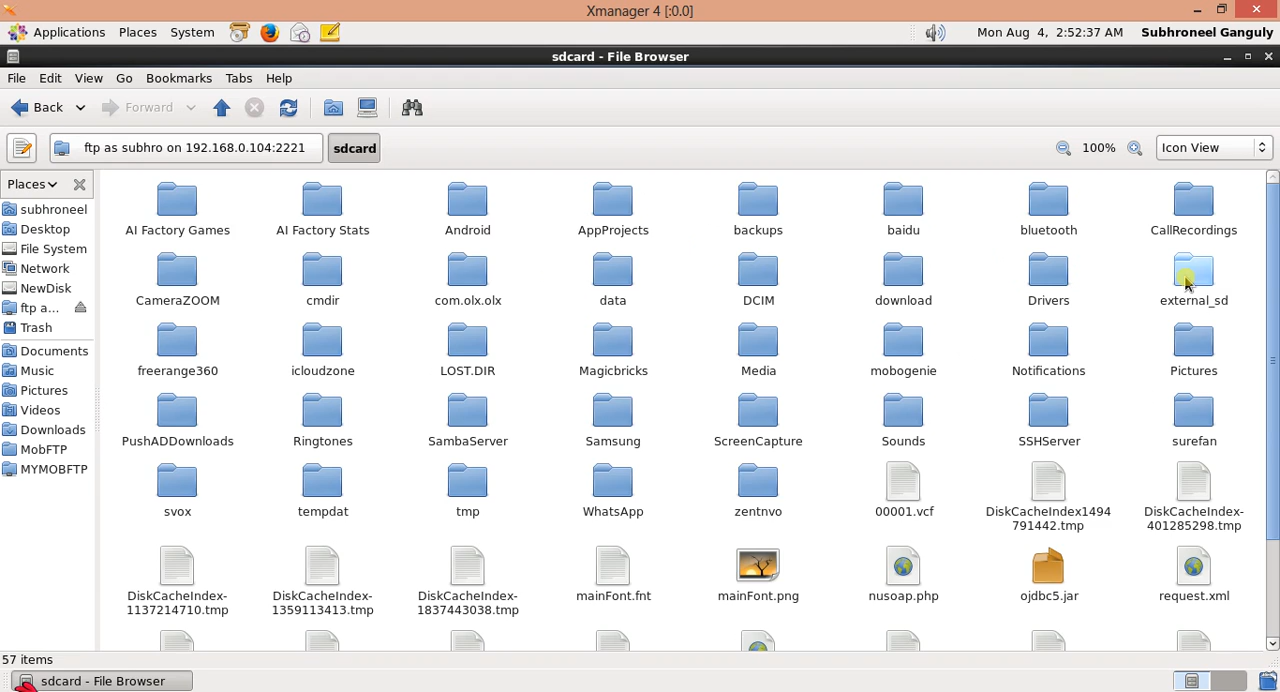 Xmanager 4 [:0.0]
Applications Places System Mon Aug 4, 2:52:37 AM Subhroneel Ganguly
sdcard - File Browser
File Edit View Go Bookmarks Tabs Help
Back Forward
ftp as subhro on 192.168.0.104:2221 sdcard 100% Icon View
Places
subhroneel
Desktop
File System
Network
NewDisk
ftp a...
Trash
Documents
Music
Pictures
Videos
Downloads
MobFTP
MYMOBFTP
AI Factory Games AI Factory Stats Android AppProjects backups baidu bluetooth CallRecordings
CameraZOOM cmdir com.olx.olx data DCIM download Drivers external_sd
freerange360 icloudzone LOST.DIR Magicbricks Media mobogenie Notifications Pictures
PushADDownloads Ringtones SambaServer Samsung ScreenCapture Sounds SSHServer surefan
svox tempdat tmp WhatsApp zentnvo 00001.vcf DiskCacheIndex1494 DiskCacheIndex-
791442.tmp 401285298.tmp
DiskCacheIndex- DiskCacheIndex- DiskCacheIndex- mainFont.fnt mainFont.png nusoap.php ojdbc5.jar request.xml
1137214710.tmp 1359113413.tmp 1837443038.tmp
57 items
sdcard - File Browser